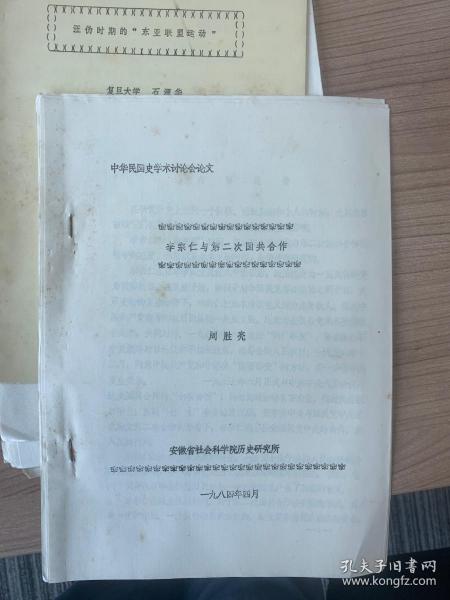 汪伪时期的“东亚联盟运动”
复旦大学 石源华
中华民国史学术讨论会论文
李宗仁与第二次国共合作
周胜亮
安徽省社会科学院历史研究所
一九八四年四月
孔夫子旧书网
www.kongfz.com